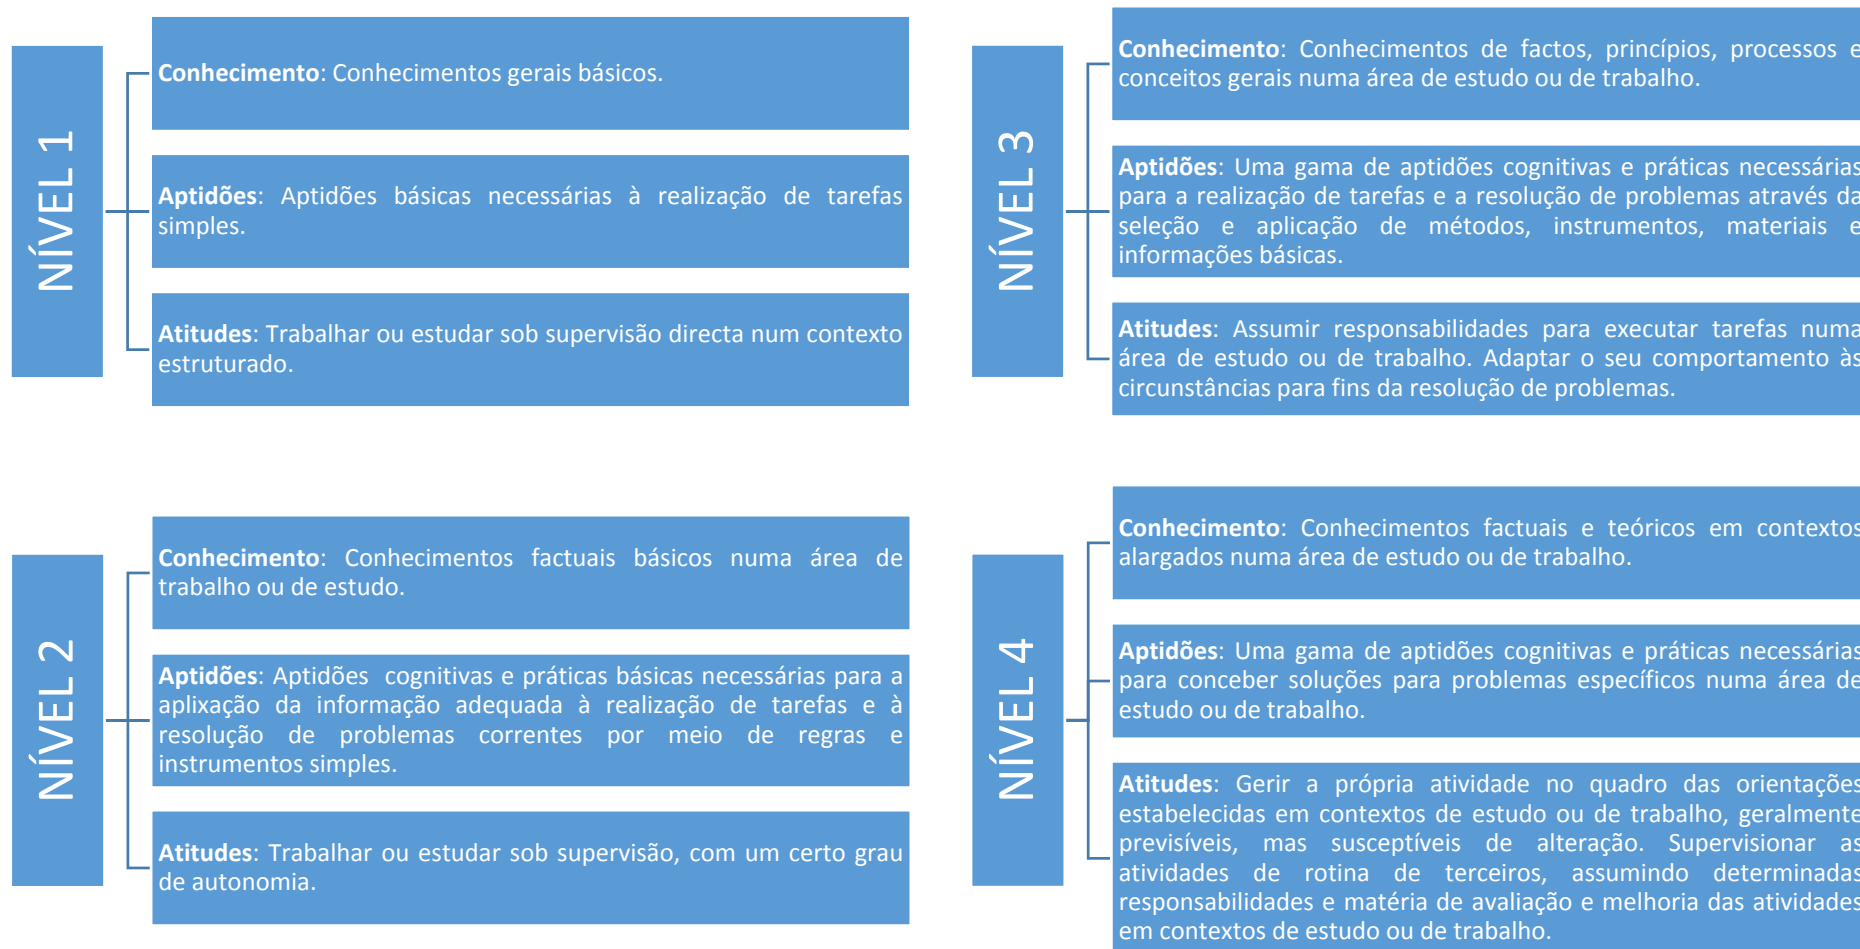 NÍVEL 1
Conhecimento: Conhecimentos gerais básicos.
Aptidões: Aptidões básicas necessárias à realização de tarefas
simples.
Atitudes: Trabalhar ou estudar sob supervisão directa num contexto
estruturado.
NÍVEL 2
Conhecimento: Conhecimentos factuais básicos numa área de
trabalho ou de estudo.
Aptidões: Aptidões cognitivas e práticas básicas necessárias para a
aplixação da informação adequada à realização de tarefas e à
resolução de problemas correntes por meio de regras e
instrumentos simples.
Atitudes: Trabalhar ou estudar sob supervisão, com um certo grau
de autonomia.
NÍVEL 3
Conhecimento: Conhecimentos de factos, princípios, processos e
conceitos gerais numa área de estudo ou de trabalho.
Aptidões: Uma gama de aptidões cognitivas e práticas necessárias
para a realização de tarefas e a resolução de problemas através da
seleção e aplicação de métodos, instrumentos, materiais e
informações básicas.
Atitudes: Assumir responsabilidades para executar tarefas numa
área de estudo ou de trabalho. Adaptar o seu comportamento às
circunstâncias para fins da resolução de problemas.
NÍVEL 4
Conhecimento: Conhecimentos factuais e teóricos em contextos
alargados numa área de estudo ou de trabalho.
Aptidões: Uma gama de aptidões cognitivas e práticas necessárias
para conceber soluções para problemas específicos numa área de
estudo ou de trabalho.
Atitudes: Gerir a própria atividade no quadro das orientações
estabelecidas em contextos de estudo ou de trabalho, geralmente
previsíveis, mas susceptíveis de alteração. Supervisionar as
atividades de rotina de terceiros, assumindo determinadas
responsabilidades e matéria de avaliação e melhoria das atividades
em contextos de estudo ou de trabalho.